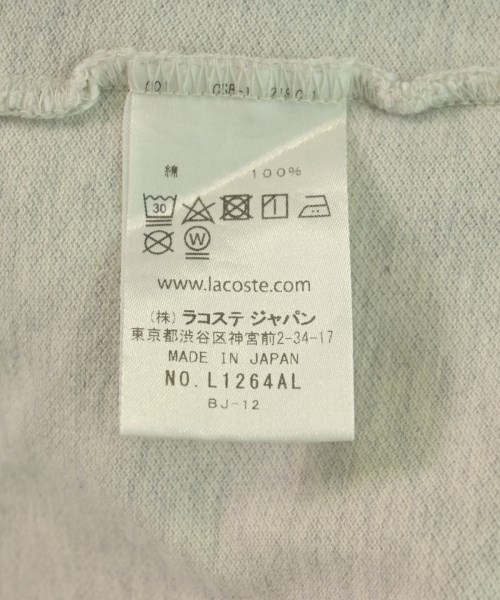 綿 100%
30
W
www.lacoste.com
(株) ラコステ ジャパン
東京都渋谷区神宮前2-34-17
MADE IN JAPAN
NO. L1264AL
BJ-12